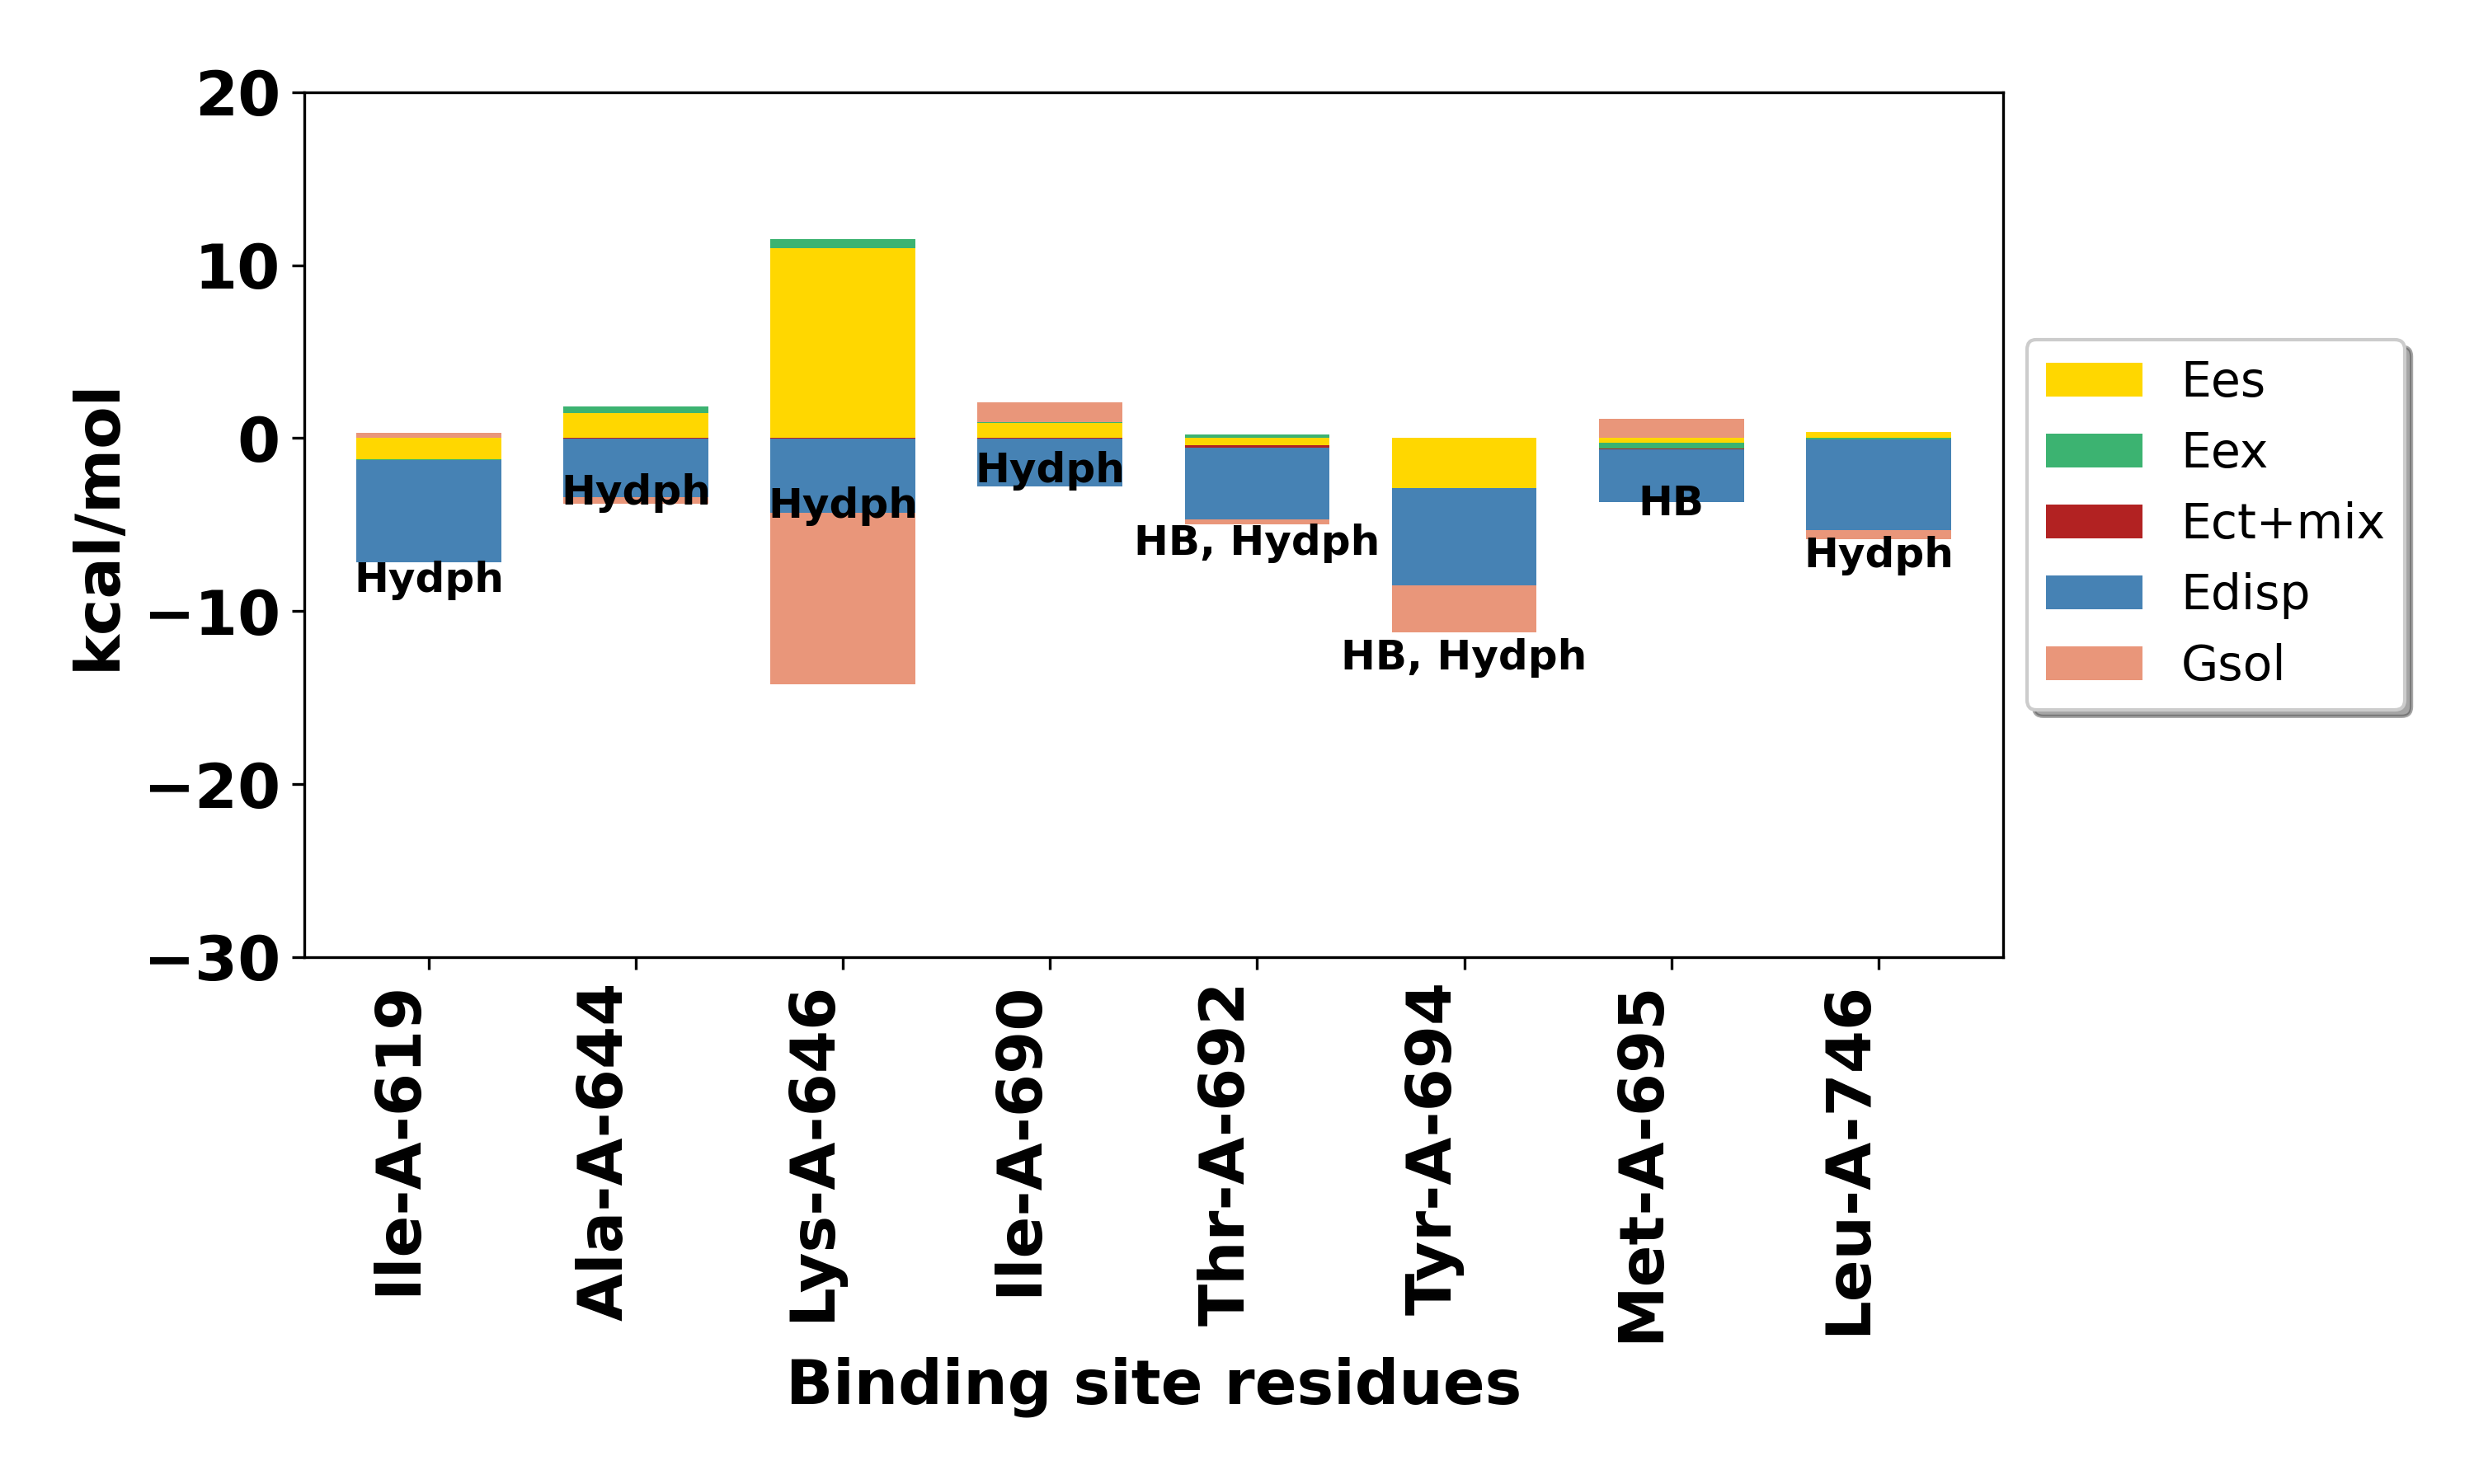 20
10
0
−10
−20
−30
kcal/mol
Hydph
Hydph
Hydph
Hydph
HB, Hydph
HB, Hydph
HB
Hydph
Ees
Eex
Ect+mix
Edisp
Gsol
Ile-A-619
Ala-A-644
Lys-A-646
Ile-A-690
Thr-A-692
Tyr-A-694
Met-A-695
Leu-A-746
Binding site residues